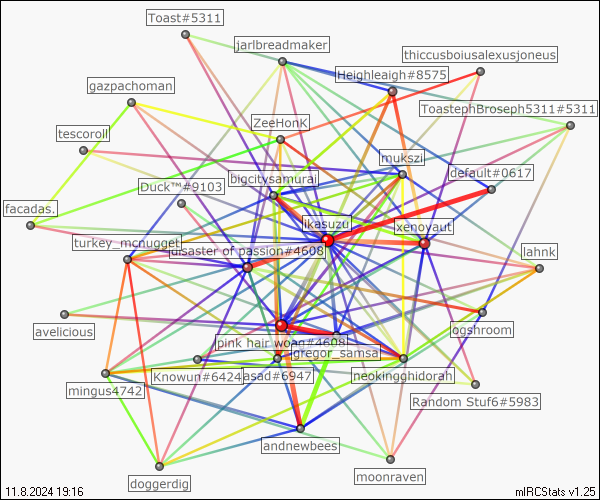 Toast#5311
jarlbreadmaker
thiccusboiusalexusjoneus
Heighleaigh#8575
gazpachoman
ToastephBroseph5311#5311
ZeeHonK
tescoroll
mukszi
default#0617
bigcitysamurai
Duck™#9103
facadas.
ikasuzu
xenoyaut
turkey_mcnugget
disaster of passion#4608
lahnk
avelicious
ogshroom
pink hair woag#4608
gregor_samsa
Knowun#6424
asad#6947
neokingghidorah
mingus4742
Random Stuf6#5983
andnewbees
doggerdig
moonraven
11.8.2024 19:16
mIRCStats v1.25